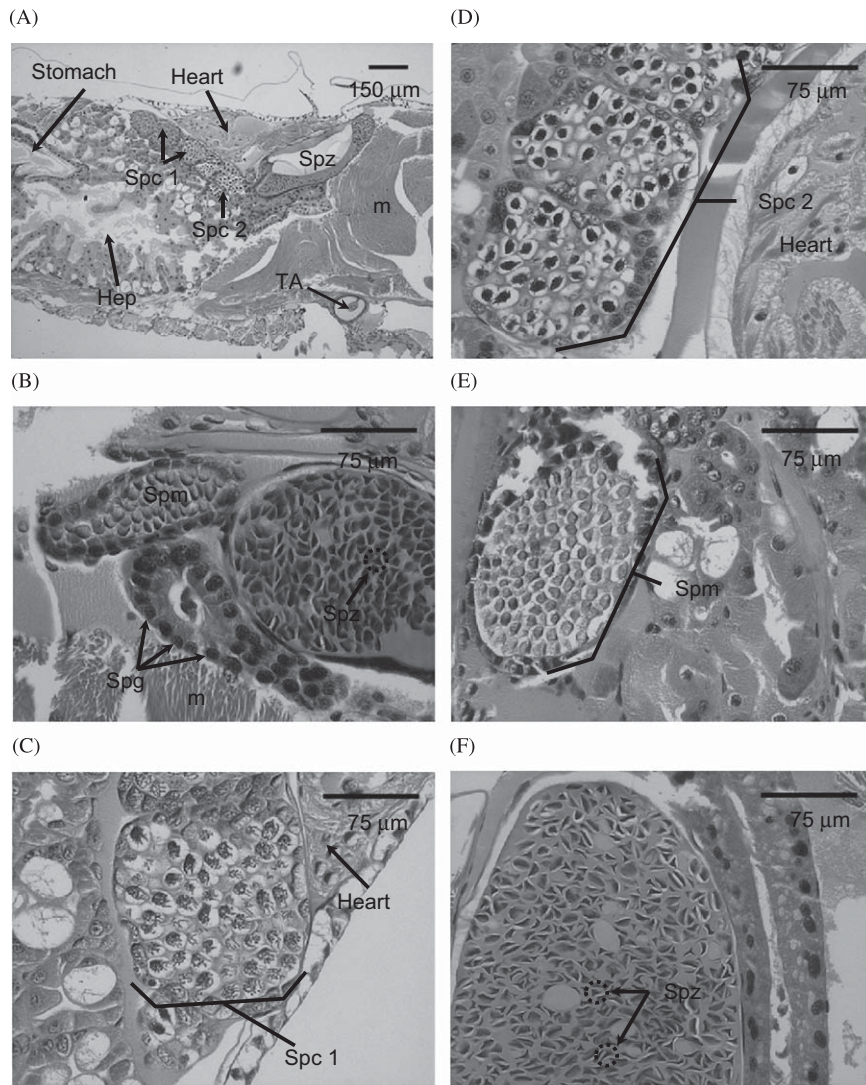 (A)
Stomach
Heart
150 μm
Spc 1
Spz
m
Spc 2
Hep
TA
(B)
75 μm
Spm
Spz
Spg
m
(C)
75 μm
Heart
Spc 1
(D)
75 μm
Spc 2
Heart
(E)
75 μm
Spm
(F)
75 μm
Spz